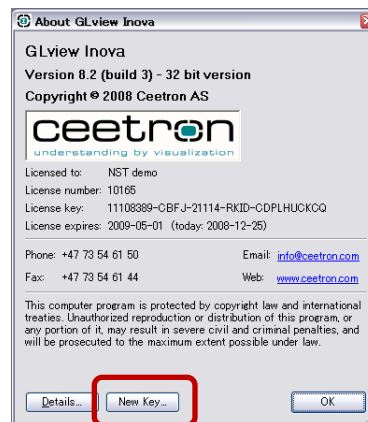 About GLview Inova
GLview Inova
Version 8.2 (build 3) - 32 bit version
Copyright © 2008 Ceetron AS
ceetron
understanding by visualization
Licensed to: NST demo
License number: 10165
License key: 11108389-CBFJ-21114-RKID-CDPLHUCKCQ
License expires: 2009-05-01 (today: 2008-12-25)
Phone: +47 73 54 61 50 Email: info@ceetron.com
Fax: +47 73 54 61 44 Web: www.ceetron.com
This computer program is protected by copyright law and international
treaties. Unauthorized reproduction or distribution of this program, or
any portion of it, may result in severe civil and criminal penalties, and
will be prosecuted to the maximum extent possible under law.
Details... New Key... OK